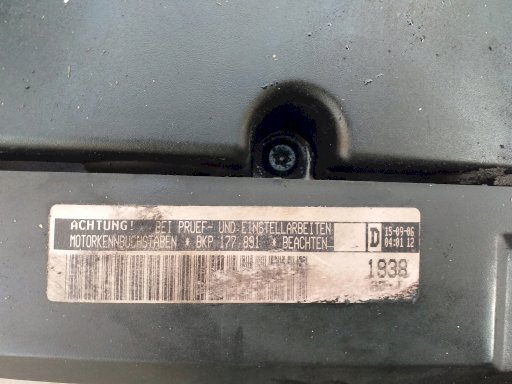 ACHTUNG! BEI PRUEF- UND EINSTELLARBEITEN
MOTORKENNBUCHSTABEN * BKP 177 891 * BEACHTEN
D
15-09-06
04:01 12
1838